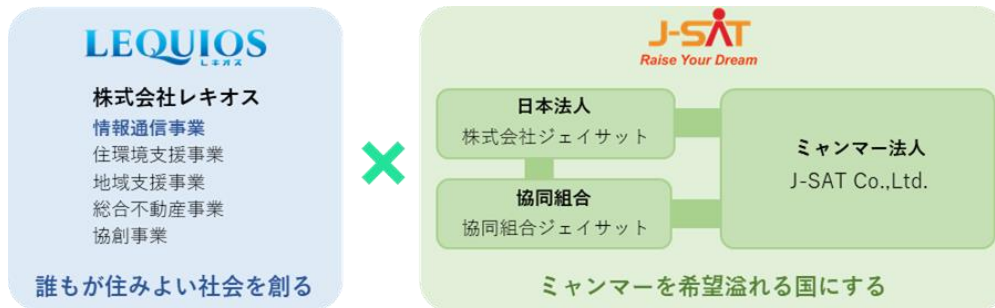 LEQUIOS
レキオス
株式会社レキオス
情報通信事業
住環境支援事業
地域支援事業
総合不動産事業
協創事業
誰もが住みよい社会を創る
×
J-SAT
Raise Your Dream
日本法人
株式会社ジェイサット
協同組合
協同組合ジェイサット
ミャンマー法人
J-SAT Co.,Ltd.
ミャンマーを希望溢れる国にする